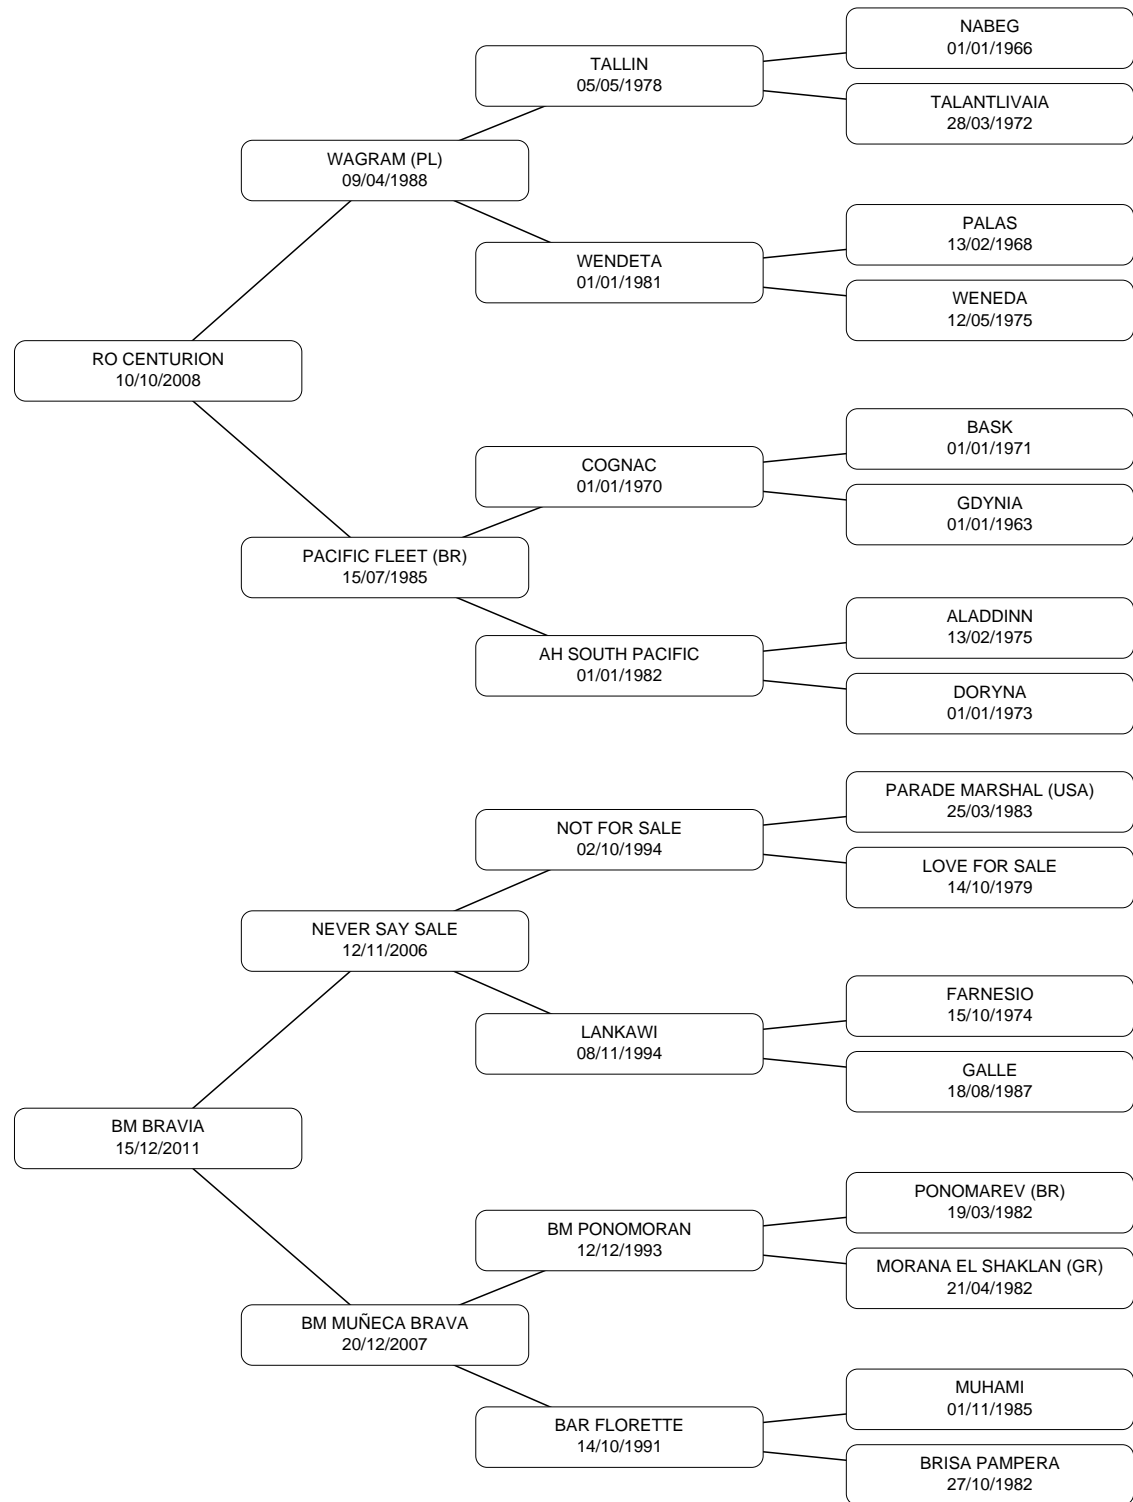 NABEG
01/01/1966
TALLIN
05/05/1978
TALANTLIVAIA
28/03/1972
WAGRAM (PL)
09/04/1988
PALAS
13/02/1968
WENDETA
01/01/1981
WENEDA
12/05/1975
RO CENTURION
10/10/2008
BASK
01/01/1971
COGNAC
01/01/1970
GDYNIA
01/01/1963
PACIFIC FLEET (BR)
15/07/1985
ALADDINN
13/02/1975
AH SOUTH PACIFIC
01/01/1982
DORYNA
01/01/1973
PARADE MARSHAL (USA)
25/03/1983
NOT FOR SALE
02/10/1994
LOVE FOR SALE
14/10/1979
NEVER SAY SALE
12/11/2006
FARNESIO
15/10/1974
LANKAWI
08/11/1994
GALLE
18/08/1987
BM BRAVIA
15/12/2011
PONOMAREV (BR)
19/03/1982
BM PONOMORAN
12/12/1993
MORANA EL SHAKLAN (GR)
21/04/1982
BM MUÑECA BRAVA
20/12/2007
MUHAMI
01/11/1985
BAR FLORETTE
14/10/1991
BRISA PAMPERA
27/10/1982